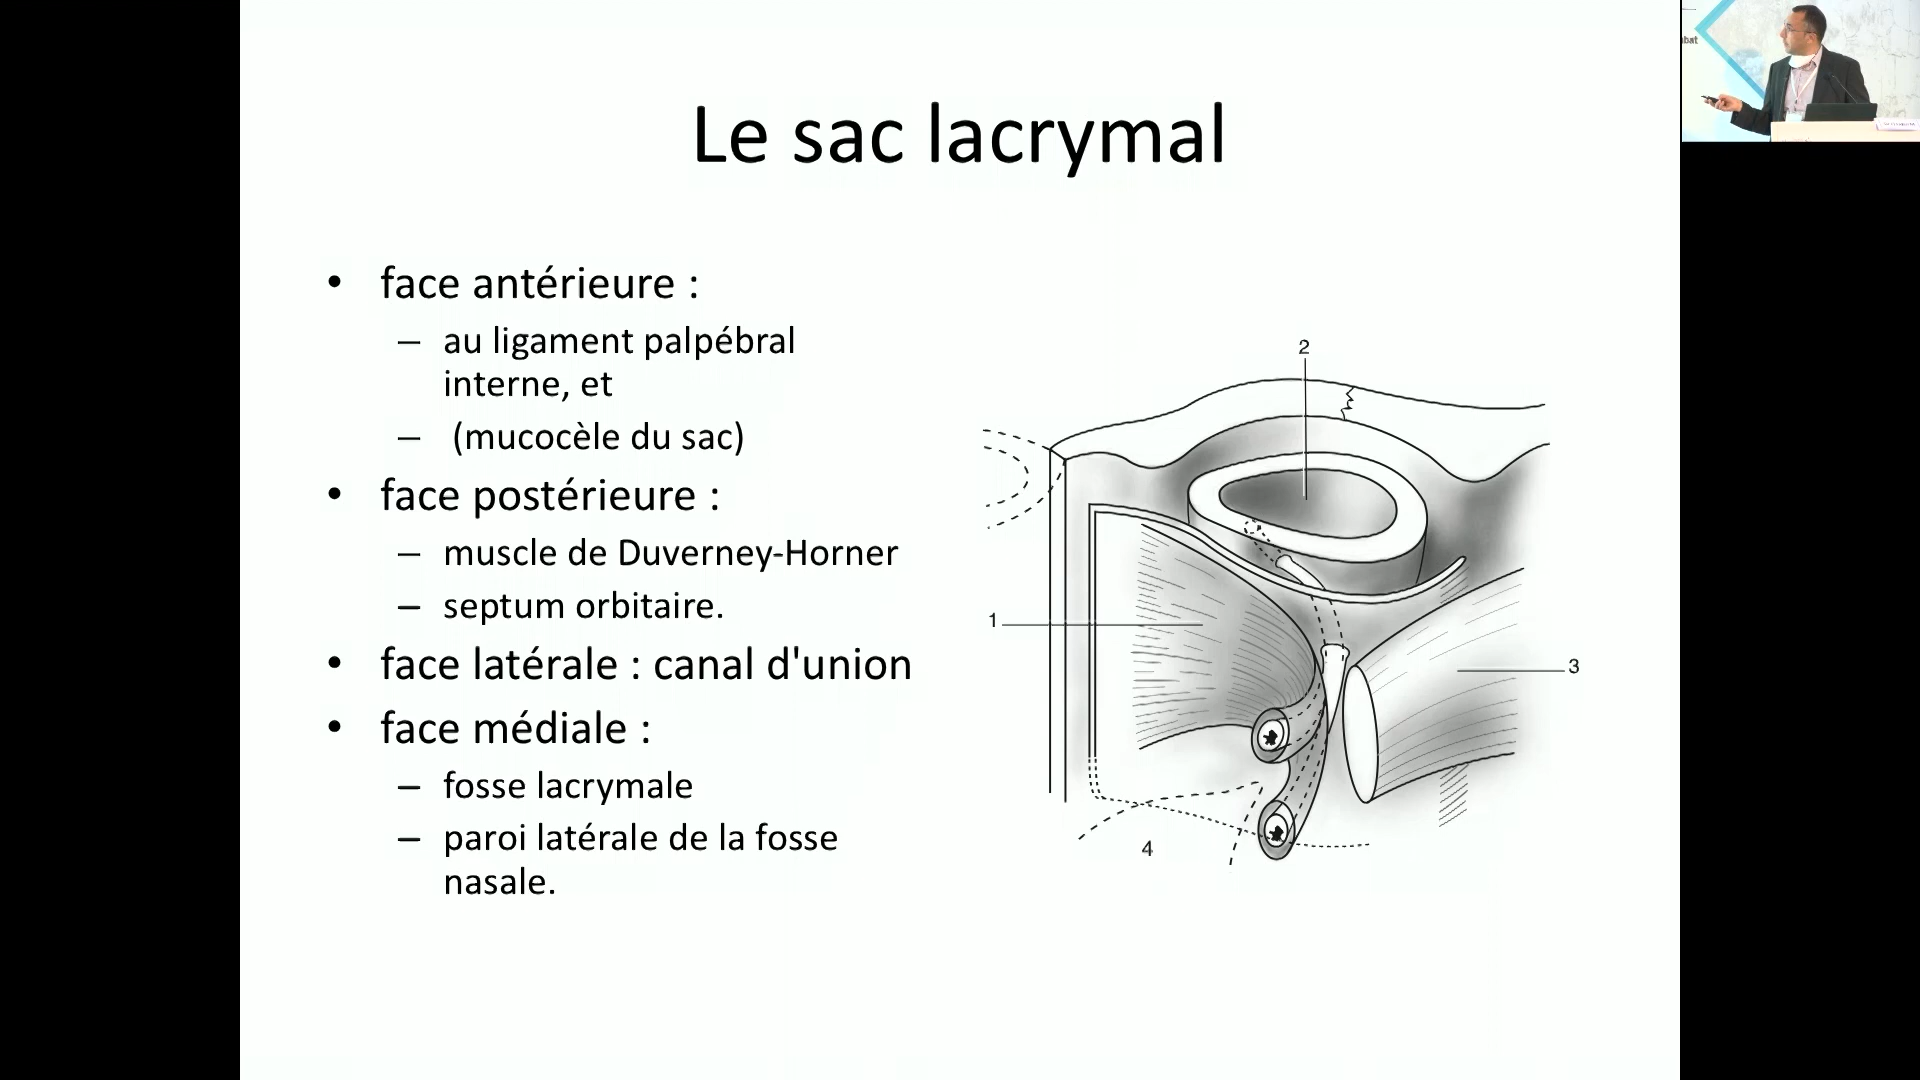 Le sac lacrymal
• face antérieure :
– au ligament palpébral
interne, et
– (mucocèle du sac)
• face postérieure :
– muscle de Duverney-Horner
– septum orbitaire.
• face latérale : canal d'union
• face médiale :
– fosse lacrymale
– paroi latérale de la fosse
nasale.
2
1
3
4
bat